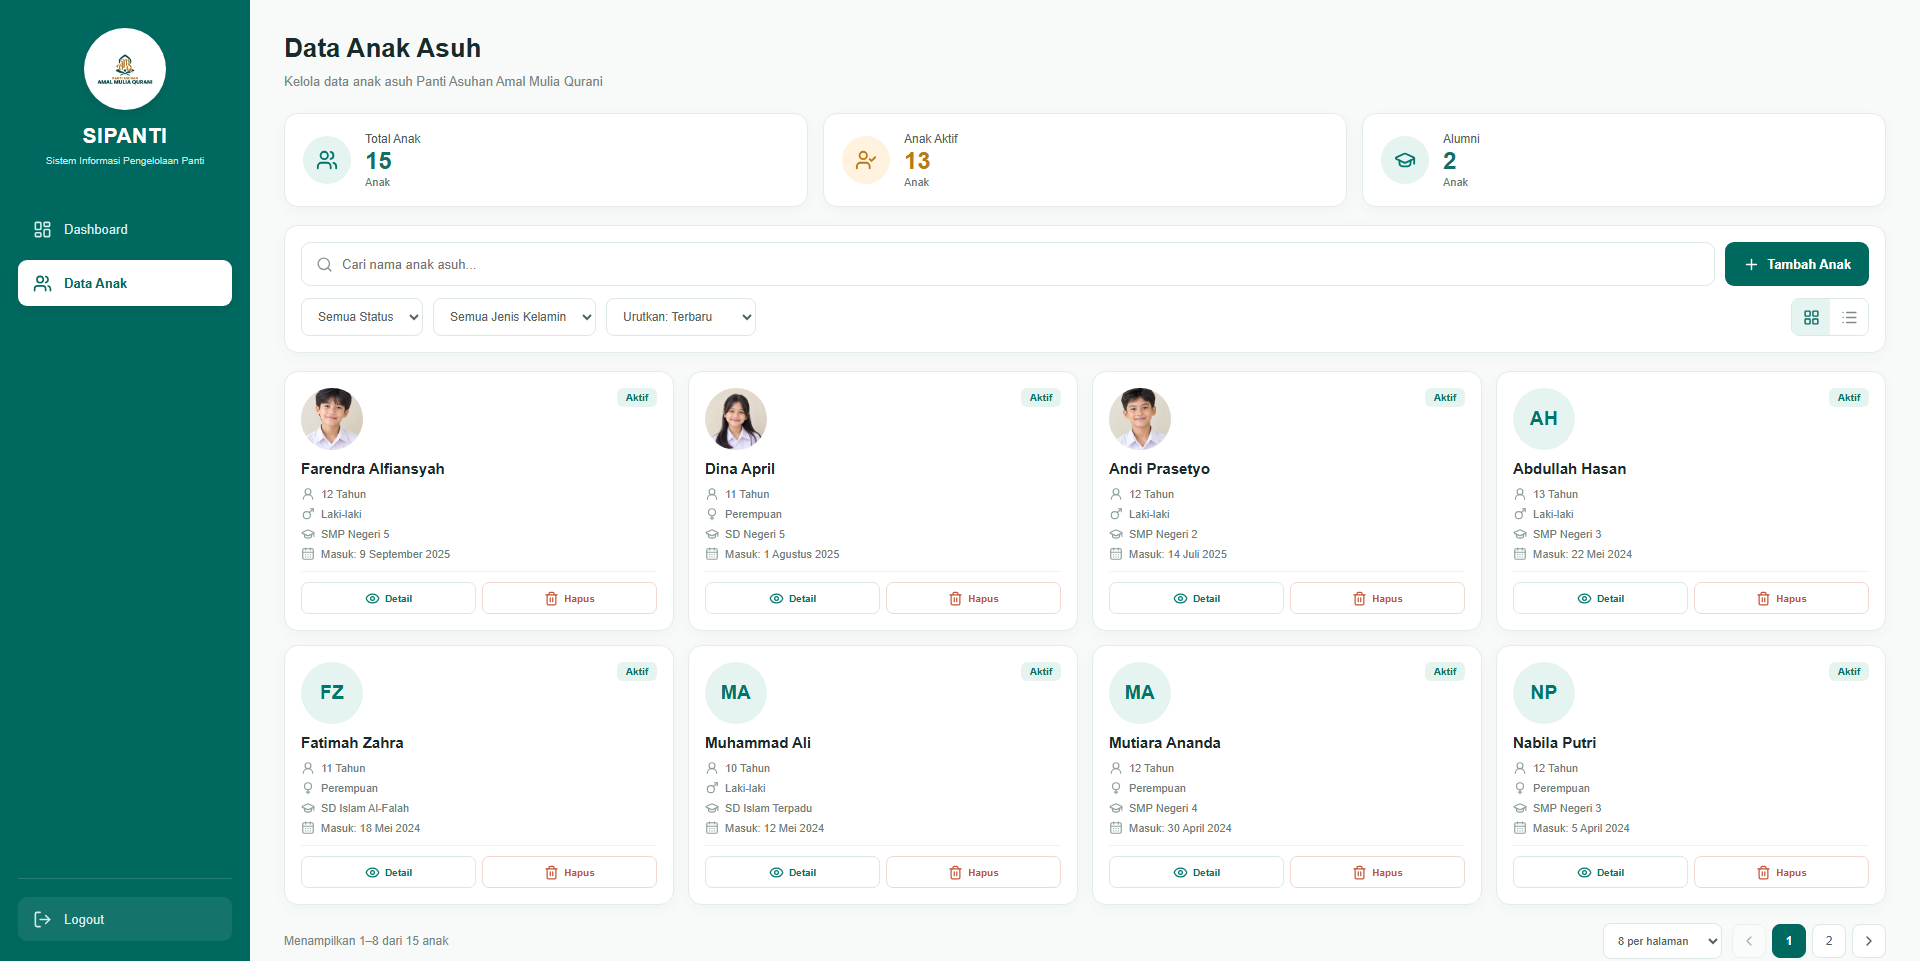 PANTI ASUHAN
AMAL MULIA QURANI
SIPANTI
Sistem Informasi Pengelolaan Panti
Dashboard
Data Anak
Logout
Data Anak Asuh
Kelola data anak asuh Panti Asuhan Amal Mulia Qurani
Total Anak
15
Anak
Anak Aktif
13
Anak
Alumni
2
Anak
Cari nama anak asuh...
Tambah Anak
Semua Status
Semua Jenis Kelamin
Urutkan: Terbaru
Aktif
Farendra Alfiansyah
12 Tahun
Laki-laki
SMP Negeri 5
Masuk: 9 September 2025
Detail
Hapus
Aktif
Dina April
11 Tahun
Perempuan
SD Negeri 5
Masuk: 1 Agustus 2025
Detail
Hapus
Aktif
Andi Prasetyo
12 Tahun
Laki-laki
SMP Negeri 2
Masuk: 14 Juli 2025
Detail
Hapus
AH
Aktif
Abdullah Hasan
13 Tahun
Laki-laki
SMP Negeri 3
Masuk: 22 Mei 2024
Detail
Hapus
FZ
Aktif
Fatimah Zahra
11 Tahun
Perempuan
SD Islam Al-Falah
Masuk: 18 Mei 2024
Detail
Hapus
MA
Aktif
Muhammad Ali
10 Tahun
Laki-laki
SD Islam Terpadu
Masuk: 12 Mei 2024
Detail
Hapus
MA
Aktif
Mutiara Ananda
12 Tahun
Perempuan
SMP Negeri 4
Masuk: 30 April 2024
Detail
Hapus
NP
Aktif
Nabila Putri
12 Tahun
Perempuan
SMP Negeri 3
Masuk: 5 April 2024
Detail
Hapus
Menampilkan 1–8 dari 15 anak
8 per halaman
1
2